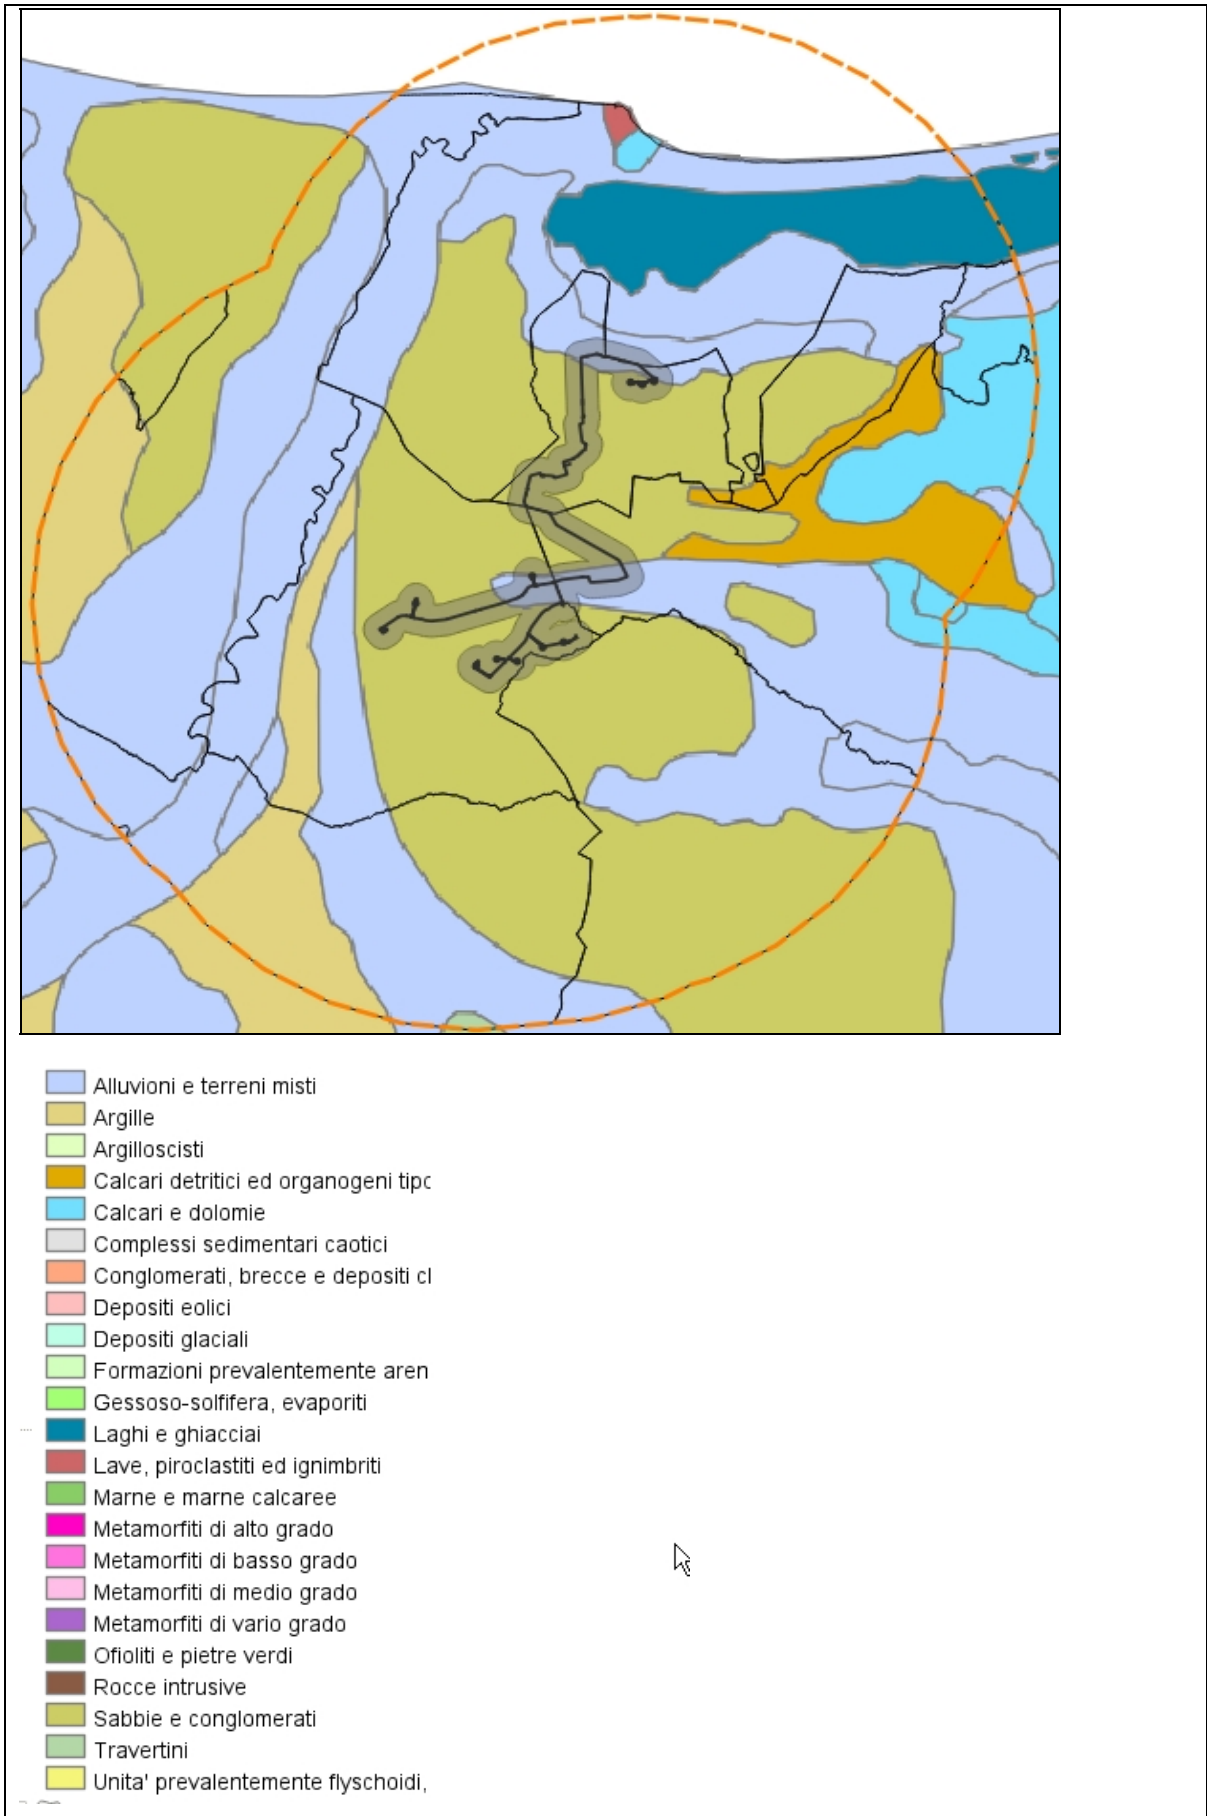 Alluvioni e terreni misti
Argille
Argilloscisti
Calcari detritici ed organogeni tipo
Calcari e dolomie
Complessi sedimentari caotici
Conglomerati, brecce e depositi cl
Depositi eolici
Depositi glaciali
Formazioni prevalentemente aren
Gessoso-solfifera, evaporiti
Laghi e ghiacciai
Lave, piroclastiti ed ignimbriti
Marne e marne calcaree
Metamorfiti di alto grado
Metamorfiti di basso grado
Metamorfiti di medio grado
Metamorfiti di vario grado
Ofioliti e pietre verdi
Rocce intrusive
Sabbie e conglomerati
Travertini
Unita' prevalentemente flyschoidi,